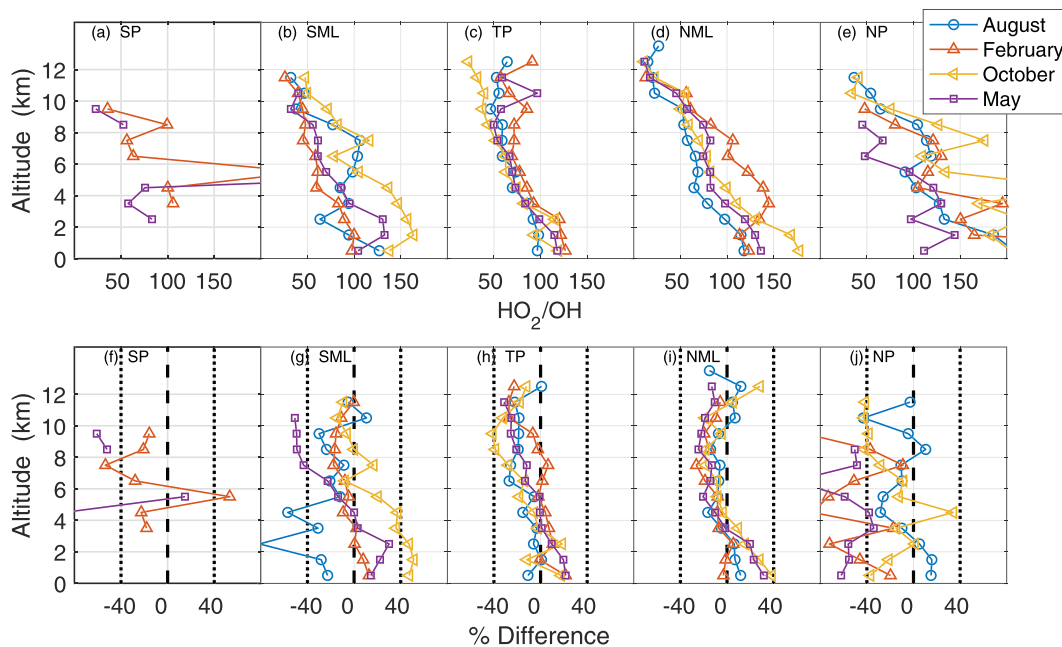 (a) SP
(b) SML
(c) TP
(d) NML
(e) NP
August
February
October
May
Altitude (km)
12
10
8
6
4
2
0
50 100 150
50 100 150
50 100 150
50 100 150
50 100 150
HO2/OH
(f) SP
(g) SML
(h) TP
(i) NML
(j) NP
Altitude (km)
12
10
8
6
4
2
0
-40 0 40
-40 0 40
-40 0 40
-40 0 40
-40 0 40
% Difference